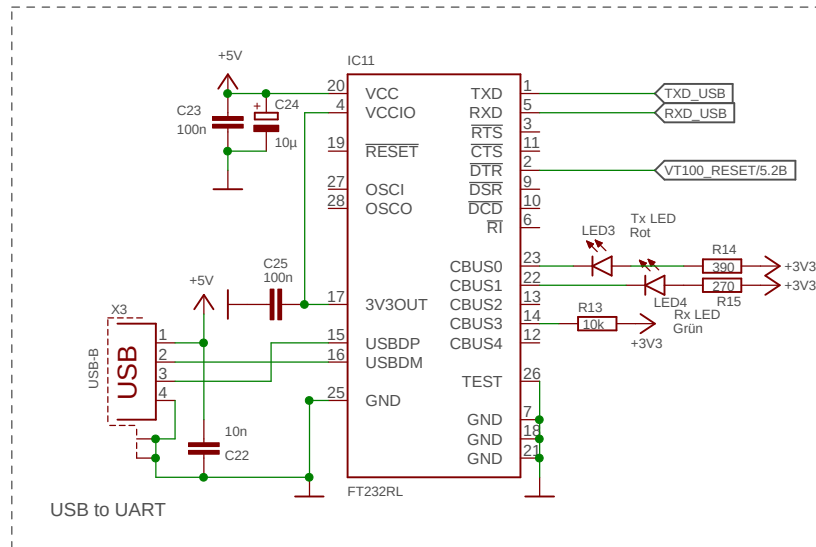 +5V
C23
100n
+
C24
10µ
IC11
20 VCC
4 VCCIO
19 RESET
27 OSCI
28 OSCO
17 3V3OUT
15 USBDP
16 USBDM
25 GND
TXD 1
RXD 5
RTS 3
CTS 11
DTR 2
DSR 9
DCD 10
RI 6
CBUS0 23
CBUS1 22
CBUS2 13
CBUS3 14
CBUS4 12
TEST 26
GND 7
GND 18
GND 21
FT232RL
TXD_USB
RXD_USB
VT100_RESET/5.2B
Tx LED
Rot
LED3
R14
390
+3V3
270
+3V3
LED4
R15
Rx LED
Grün
R13
10k
+3V3
C25
100n
+5V
X3
USB-B
USB
1
2
3
4
10n
C22
USB to UART